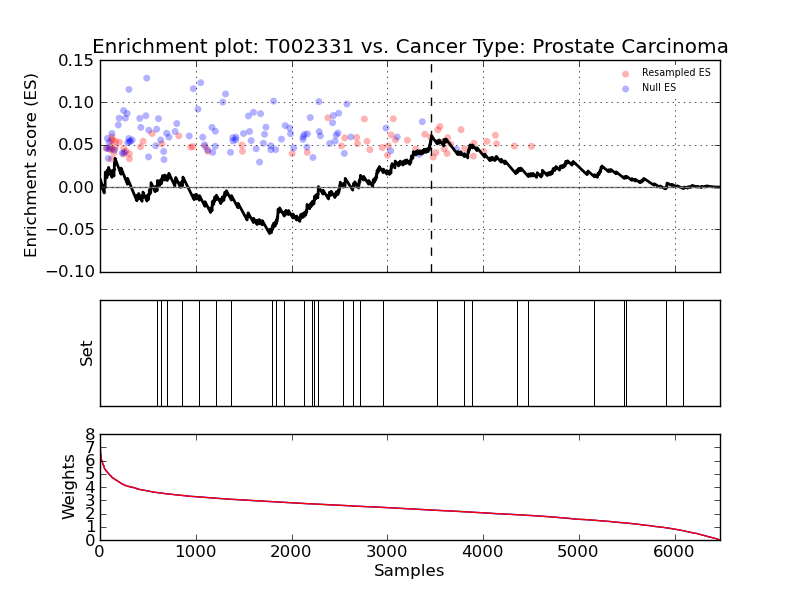 Enrichment plot: T002331 vs. Cancer Type: Prostate Carcinoma
Enrichment score (ES)
0.15
0.10
0.05
0.00
−0.05
−0.10
Resampled ES
Null ES
Set
Weights
8
7
6
5
4
3
2
1
0
0 1000 2000 3000 4000 5000 6000
Samples